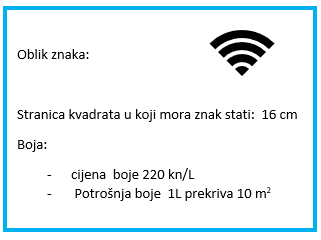 Oblik znaka:
Stranica kvadrata u koji mora znak stati:  16 cm
Boja:
-      cijena  boje 220 kn/L
-       Potrošnja boje  1L prekriva 10 m²